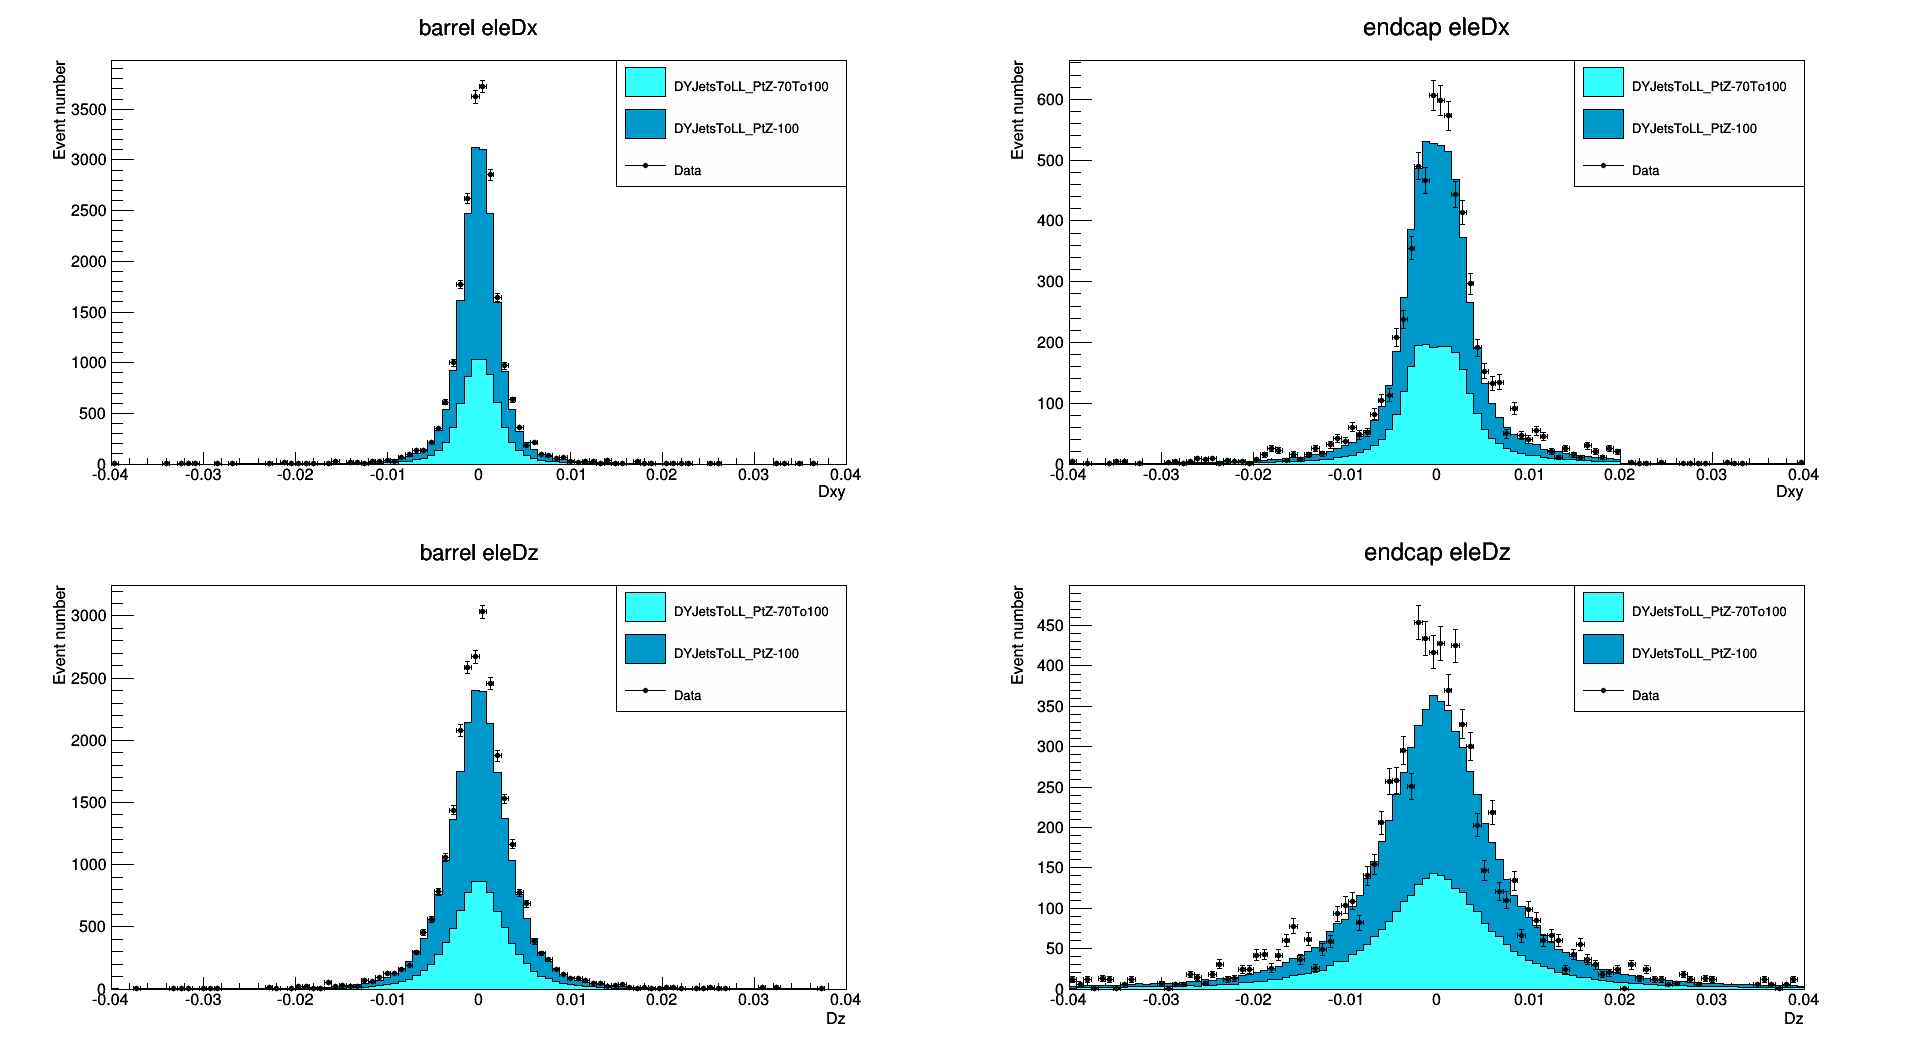 barrel eleDx
Event number
3500
3000
2500
2000
1500
1000
500
0
-0.04 -0.03 -0.02 -0.01 0 0.01 0.02 0.03 0.04
Dxy
DYJetsToLL_PtZ-70To100
DYJetsToLL_PtZ-100
Data
endcap eleDx
Event number
600
500
400
300
200
100
0
-0.04 -0.03 -0.02 -0.01 0 0.01 0.02 0.03 0.04
Dxy
DYJetsToLL_PtZ-70To100
DYJetsToLL_PtZ-100
Data
barrel eleDz
Event number
3000
2500
2000
1500
1000
500
0
-0.04 -0.03 -0.02 -0.01 0 0.01 0.02 0.03 0.04
Dz
DYJetsToLL_PtZ-70To100
DYJetsToLL_PtZ-100
Data
endcap eleDz
Event number
450
400
350
300
250
200
150
100
50
0
-0.04 -0.03 -0.02 -0.01 0 0.01 0.02 0.03 0.04
Dz
DYJetsToLL_PtZ-70To100
DYJetsToLL_PtZ-100
Data